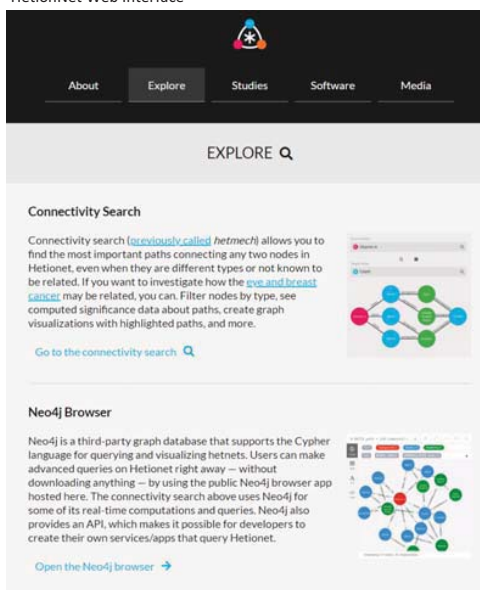 HetionNet Web Interface
About Explore Studies Software Media
EXPLORE
Connectivity Search
Connectivity search (previously called hetmech) allows you to
find the most important paths connecting any two nodes in
Hetionet, even when they are different types or not known to
be related. If you want to investigate how the eye and breast
cancer may be related, you can. Filter nodes by type, see
computed significance data about paths, create graph
visualizations with highlighted paths, and more.
Go to the connectivity search
Neo4j Browser
Neo4j is a third-party graph database that supports the Cypher
language for querying and visualizing hetnets. Users can make
advanced queries on Hetionet right away — without
downloading anything — by using the public Neo4j browser app
hosted here. The connectivity search above uses Neo4j for
some of its real-time computations and queries. Neo4j also
provides an API, which makes it possible for developers to
create their own services/apps that query Hetionet.
Open the Neo4j browser →